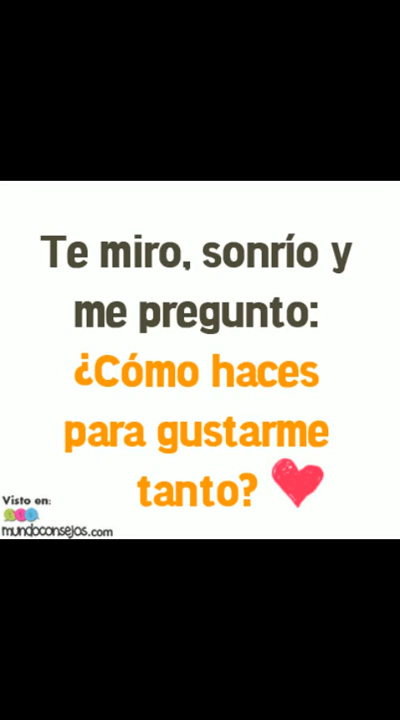 Te miro, sonrío y
me pregunto:
¿Cómo haces
para gustarme
tanto?
Visto en:
mundoconsejos.com